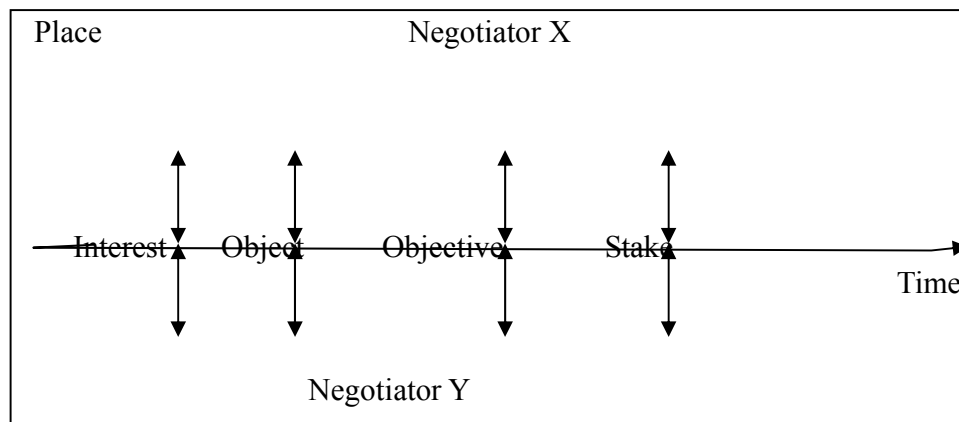 Place
Negotiator X
Interest
Object
Objective
Stake
Time
Negotiator Y